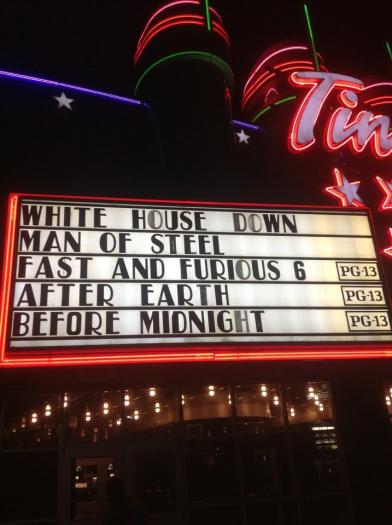 Tin
WHITE HOUSE DOWN
MAN OF STEEL
FAST AND FURIOUS 6 PG-13
AFTER EARTH PG-13
BEFORE MIDNIGHT PG-13